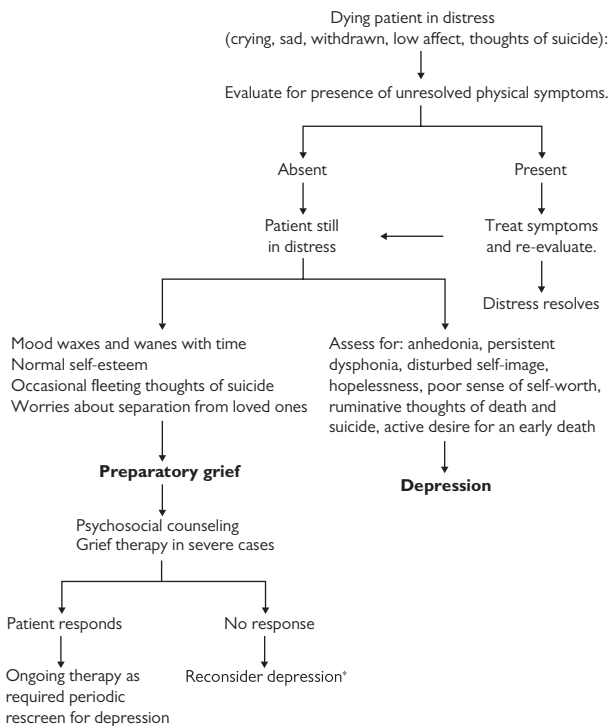 Dying patient in distress
(crying, sad, withdrawn, low affect, thoughts of suicide):
Evaluate for presence of unresolved physical symptoms.
Absent
Present
Patient still
in distress
Treat symptoms
and re-evaluate.
Distress resolves
Mood waxes and wanes with time
Normal self-esteem
Occasional fleeting thoughts of suicide
Worries about separation from loved ones
Assess for: anhedonia, persistent
dysphonia, disturbed self-image,
hopelessness, poor sense of self-worth,
ruminative thoughts of death and
suicide, active desire for an early death
Preparatory grief
Depression
Psychosocial counseling
Grief therapy in severe cases
Patient responds
No response
Ongoing therapy as
required periodic
rescreen for depression
Reconsider depression*